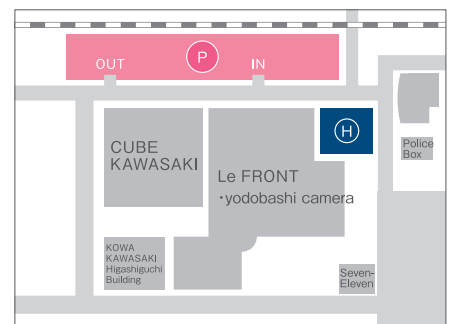 P
OUT
IN
H
CUBE
KAWASAKI
Le FRONT
・yodobashi camera
Police
Box
KOWA
KAWASAKI
Higashiguchi
Building
Seven-
Eleven